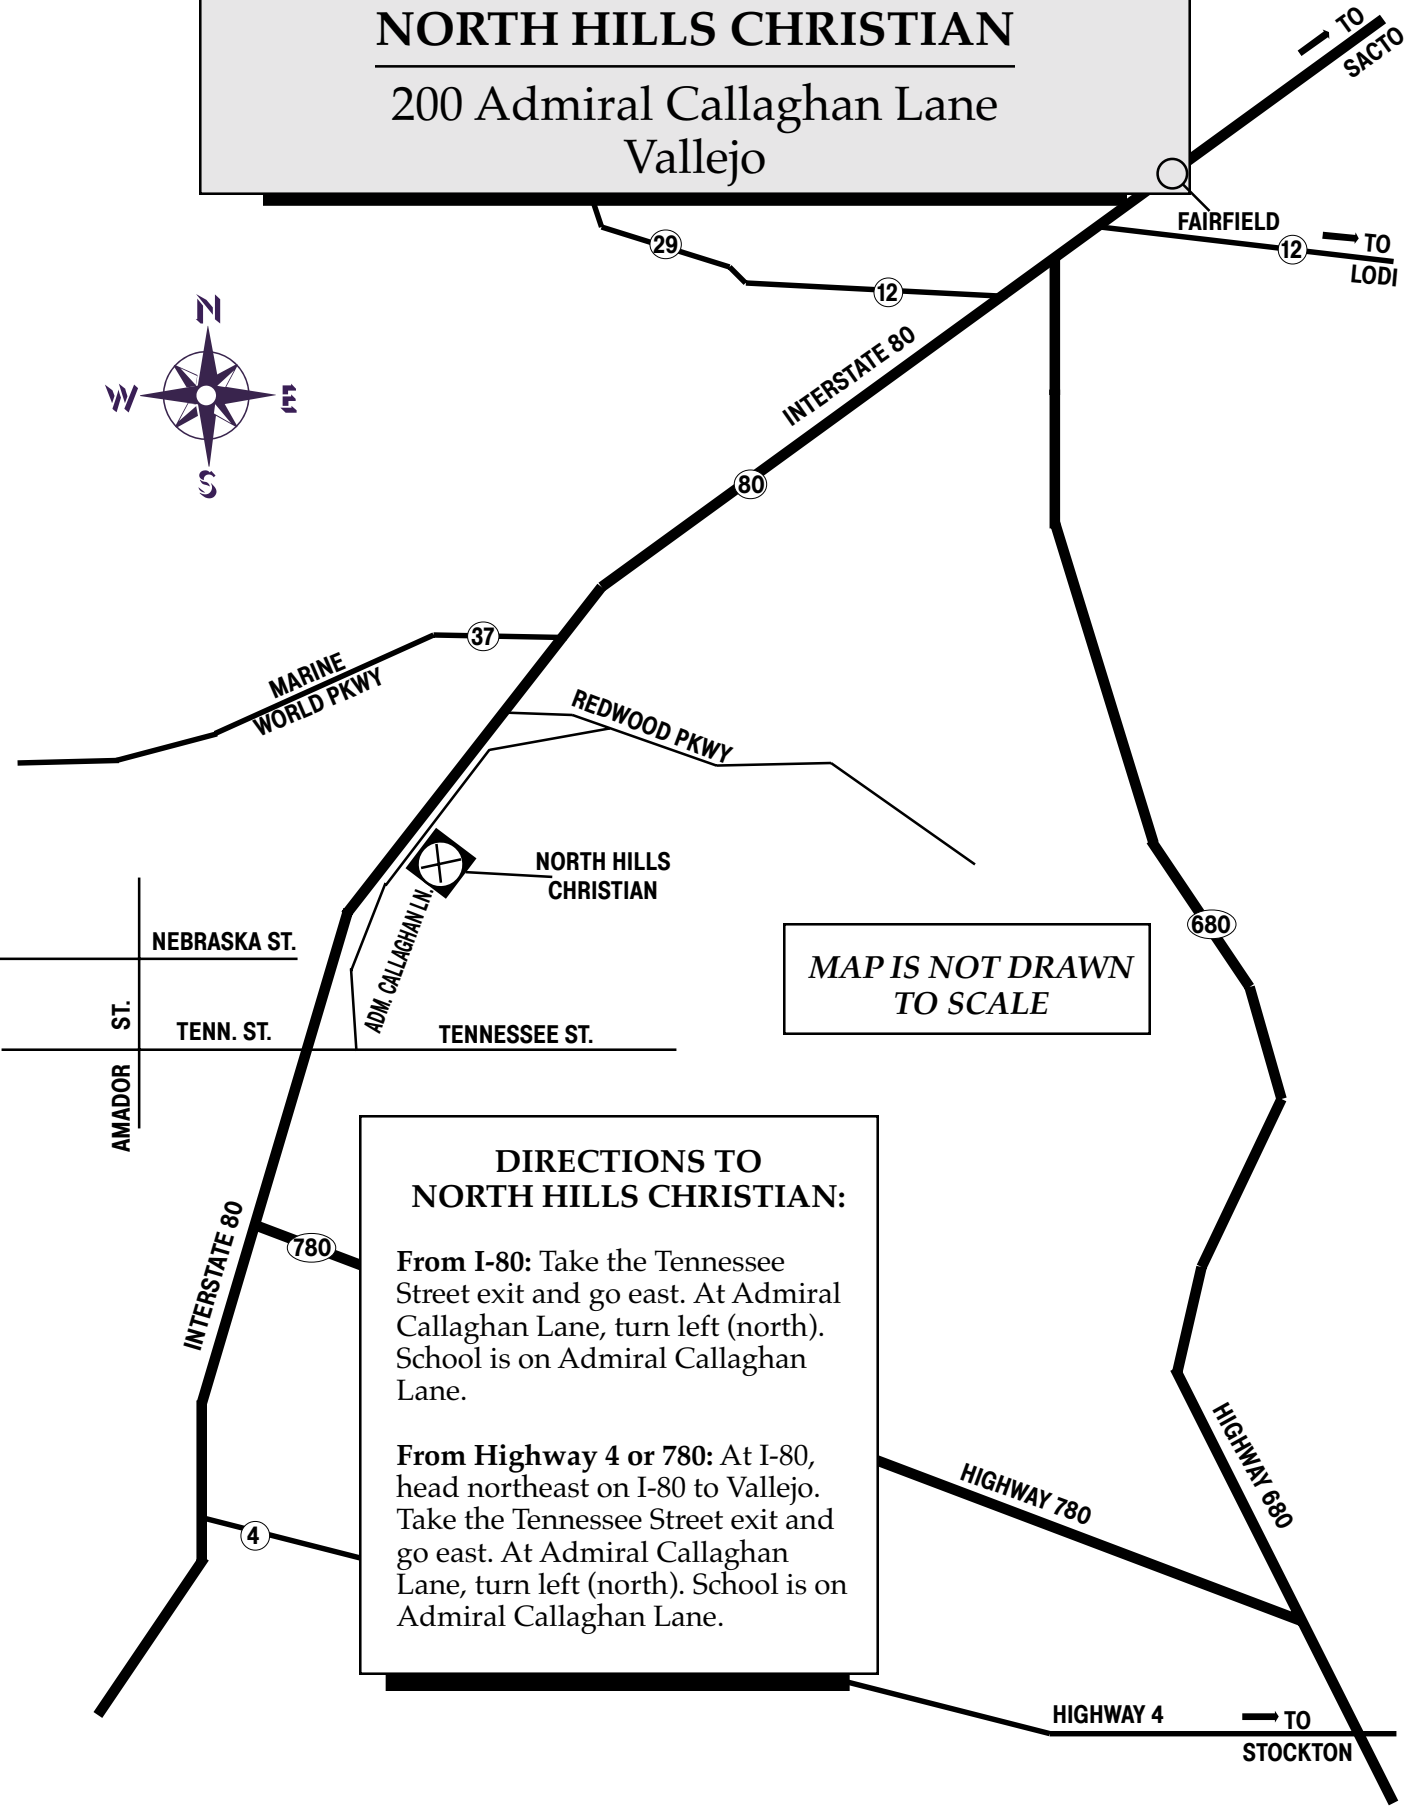 NORTH HILLS CHRISTIAN
200 Admiral Callaghan Lane
Vallejo
TO
SACTO
FAIRFIELD
29
12
12
TO
LODI
N
W
E
S
INTERSTATE 80
80
37
MARINE
WORLD PKWY
REDWOOD PKWY
NORTH HILLS
CHRISTIAN
ADM. CALLAGHAN LN.
NEBRASKA ST.
680
MAP IS NOT DRAWN
TO SCALE
AMADOR ST.
TENN. ST.
TENNESSEE ST.
DIRECTIONS TO
NORTH HILLS CHRISTIAN:
From I-80: Take the Tennessee
Street exit and go east. At Admiral
Callaghan Lane, turn left (north).
School is on Admiral Callaghan
Lane.
From Highway 4 or 780: At I-80,
head northeast on I-80 to Vallejo.
Take the Tennessee Street exit and
go east. At Admiral Callaghan
Lane, turn left (north). School is on
Admiral Callaghan Lane.
INTERSTATE 80
780
4
HIGHWAY 780
HIGHWAY 680
HIGHWAY 4
TO
STOCKTON